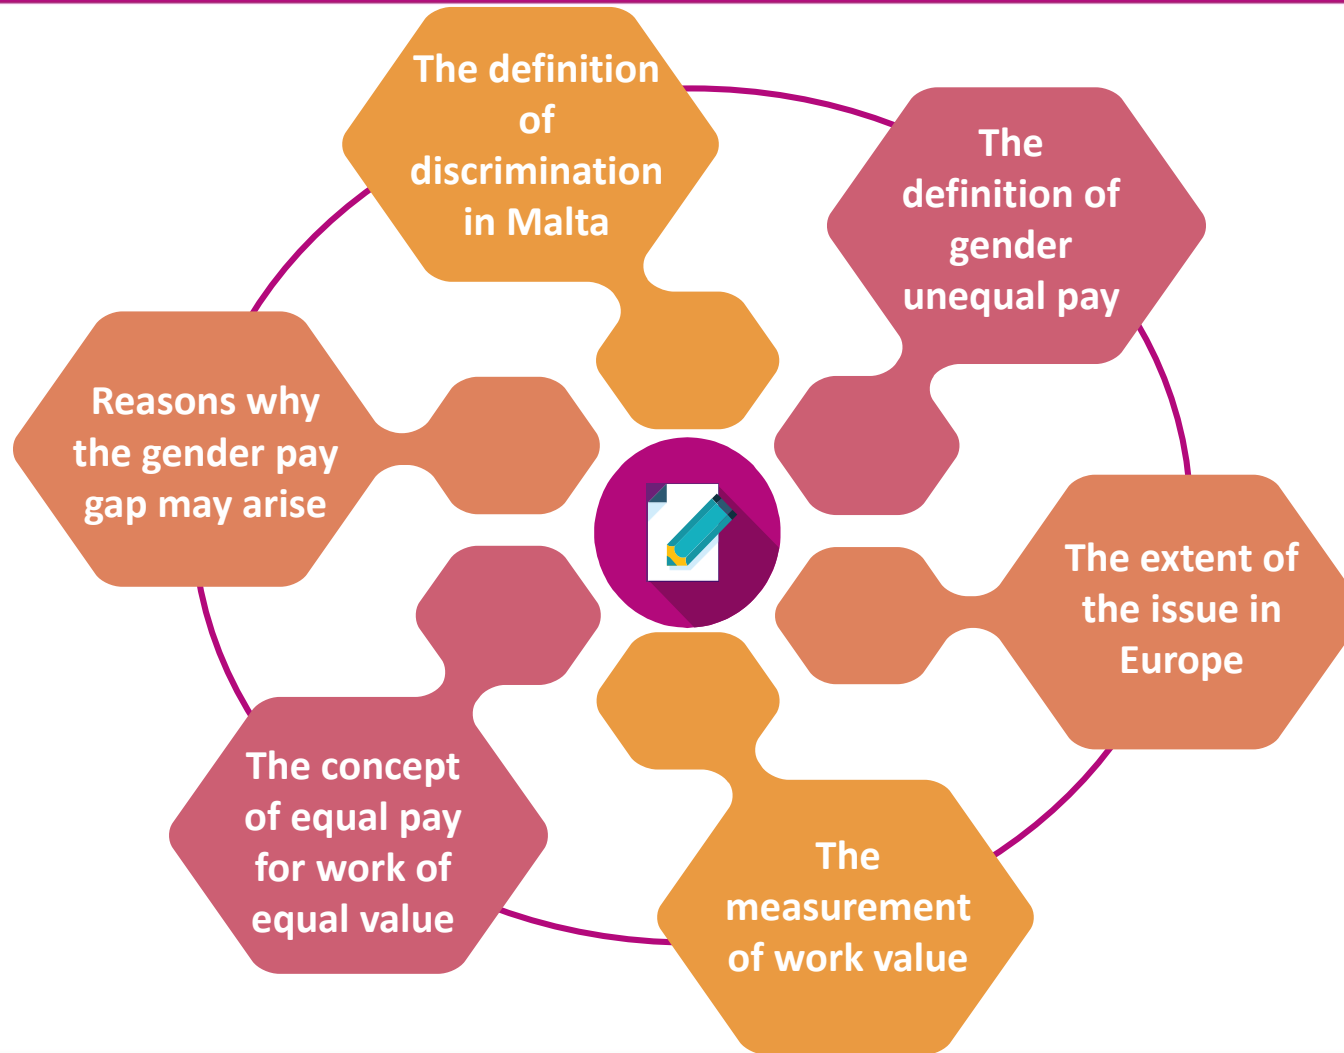 The definition
of
discrimination
in Malta
The
definition of
gender
unequal pay
The extent of
the issue in
Europe
The
measurement
of work value
The concept
of equal pay
for work of
equal value
Reasons why
the gender pay
gap may arise